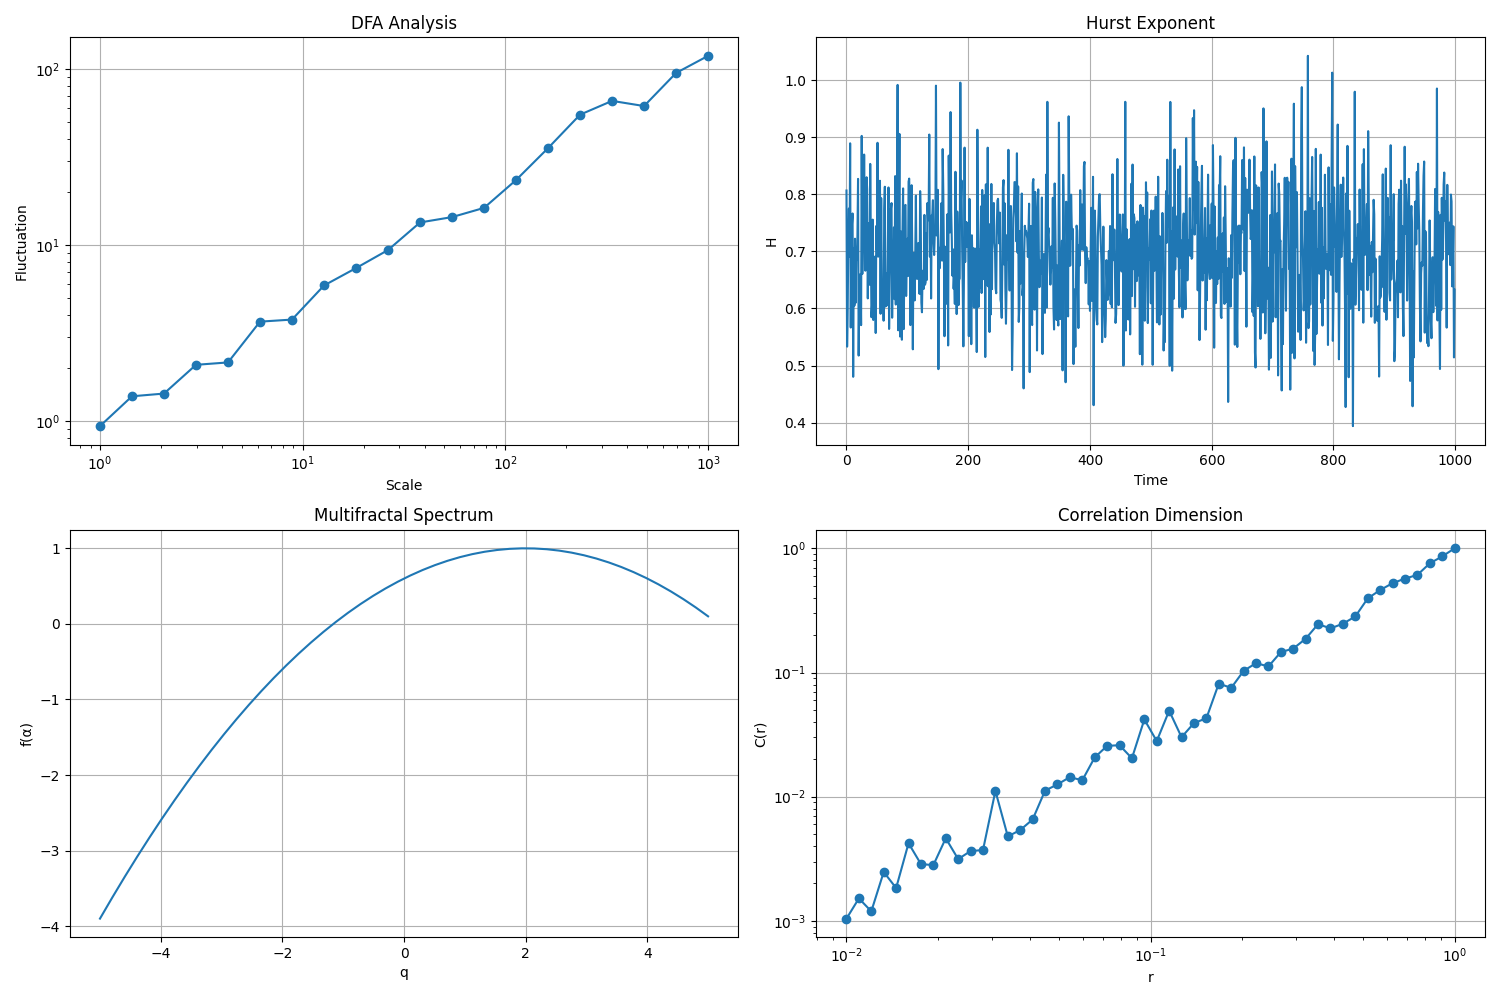 DFA Analysis
10²
10¹
10⁰
Fluctuation
10⁰ 10¹ 10² 10³
Scale
Hurst Exponent
1.0
0.9
0.8
0.7
0.6
0.5
0.4
H
0 200 400 600 800 1000
Time
Multifractal Spectrum
1
0
−1
−2
−3
−4
f(α)
−4 −2 0 2 4
q
Correlation Dimension
10⁰
10⁻¹
10⁻²
10⁻³
C(r)
10⁻² 10⁻¹ 10⁰
r